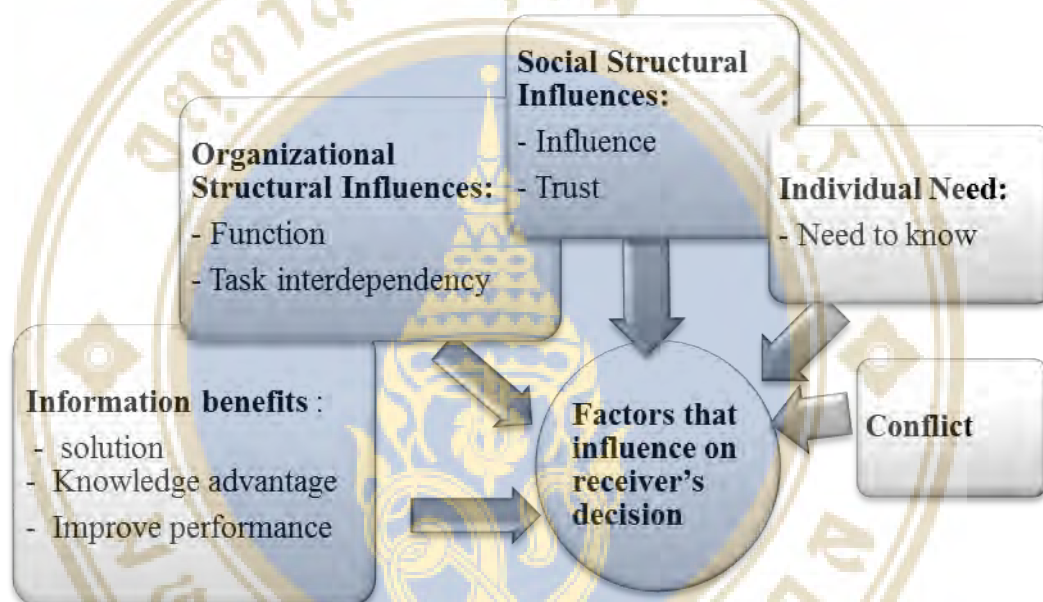 Social Structural
Influences:
- Influence
- Trust
Organizational
Structural Influences:
- Function
- Task interdependency
Individual Need:
- Need to know
Information benefits :
- solution
- Knowledge advantage
- Improve performance
Factors that
influence on
receiver's
decision
Conflict